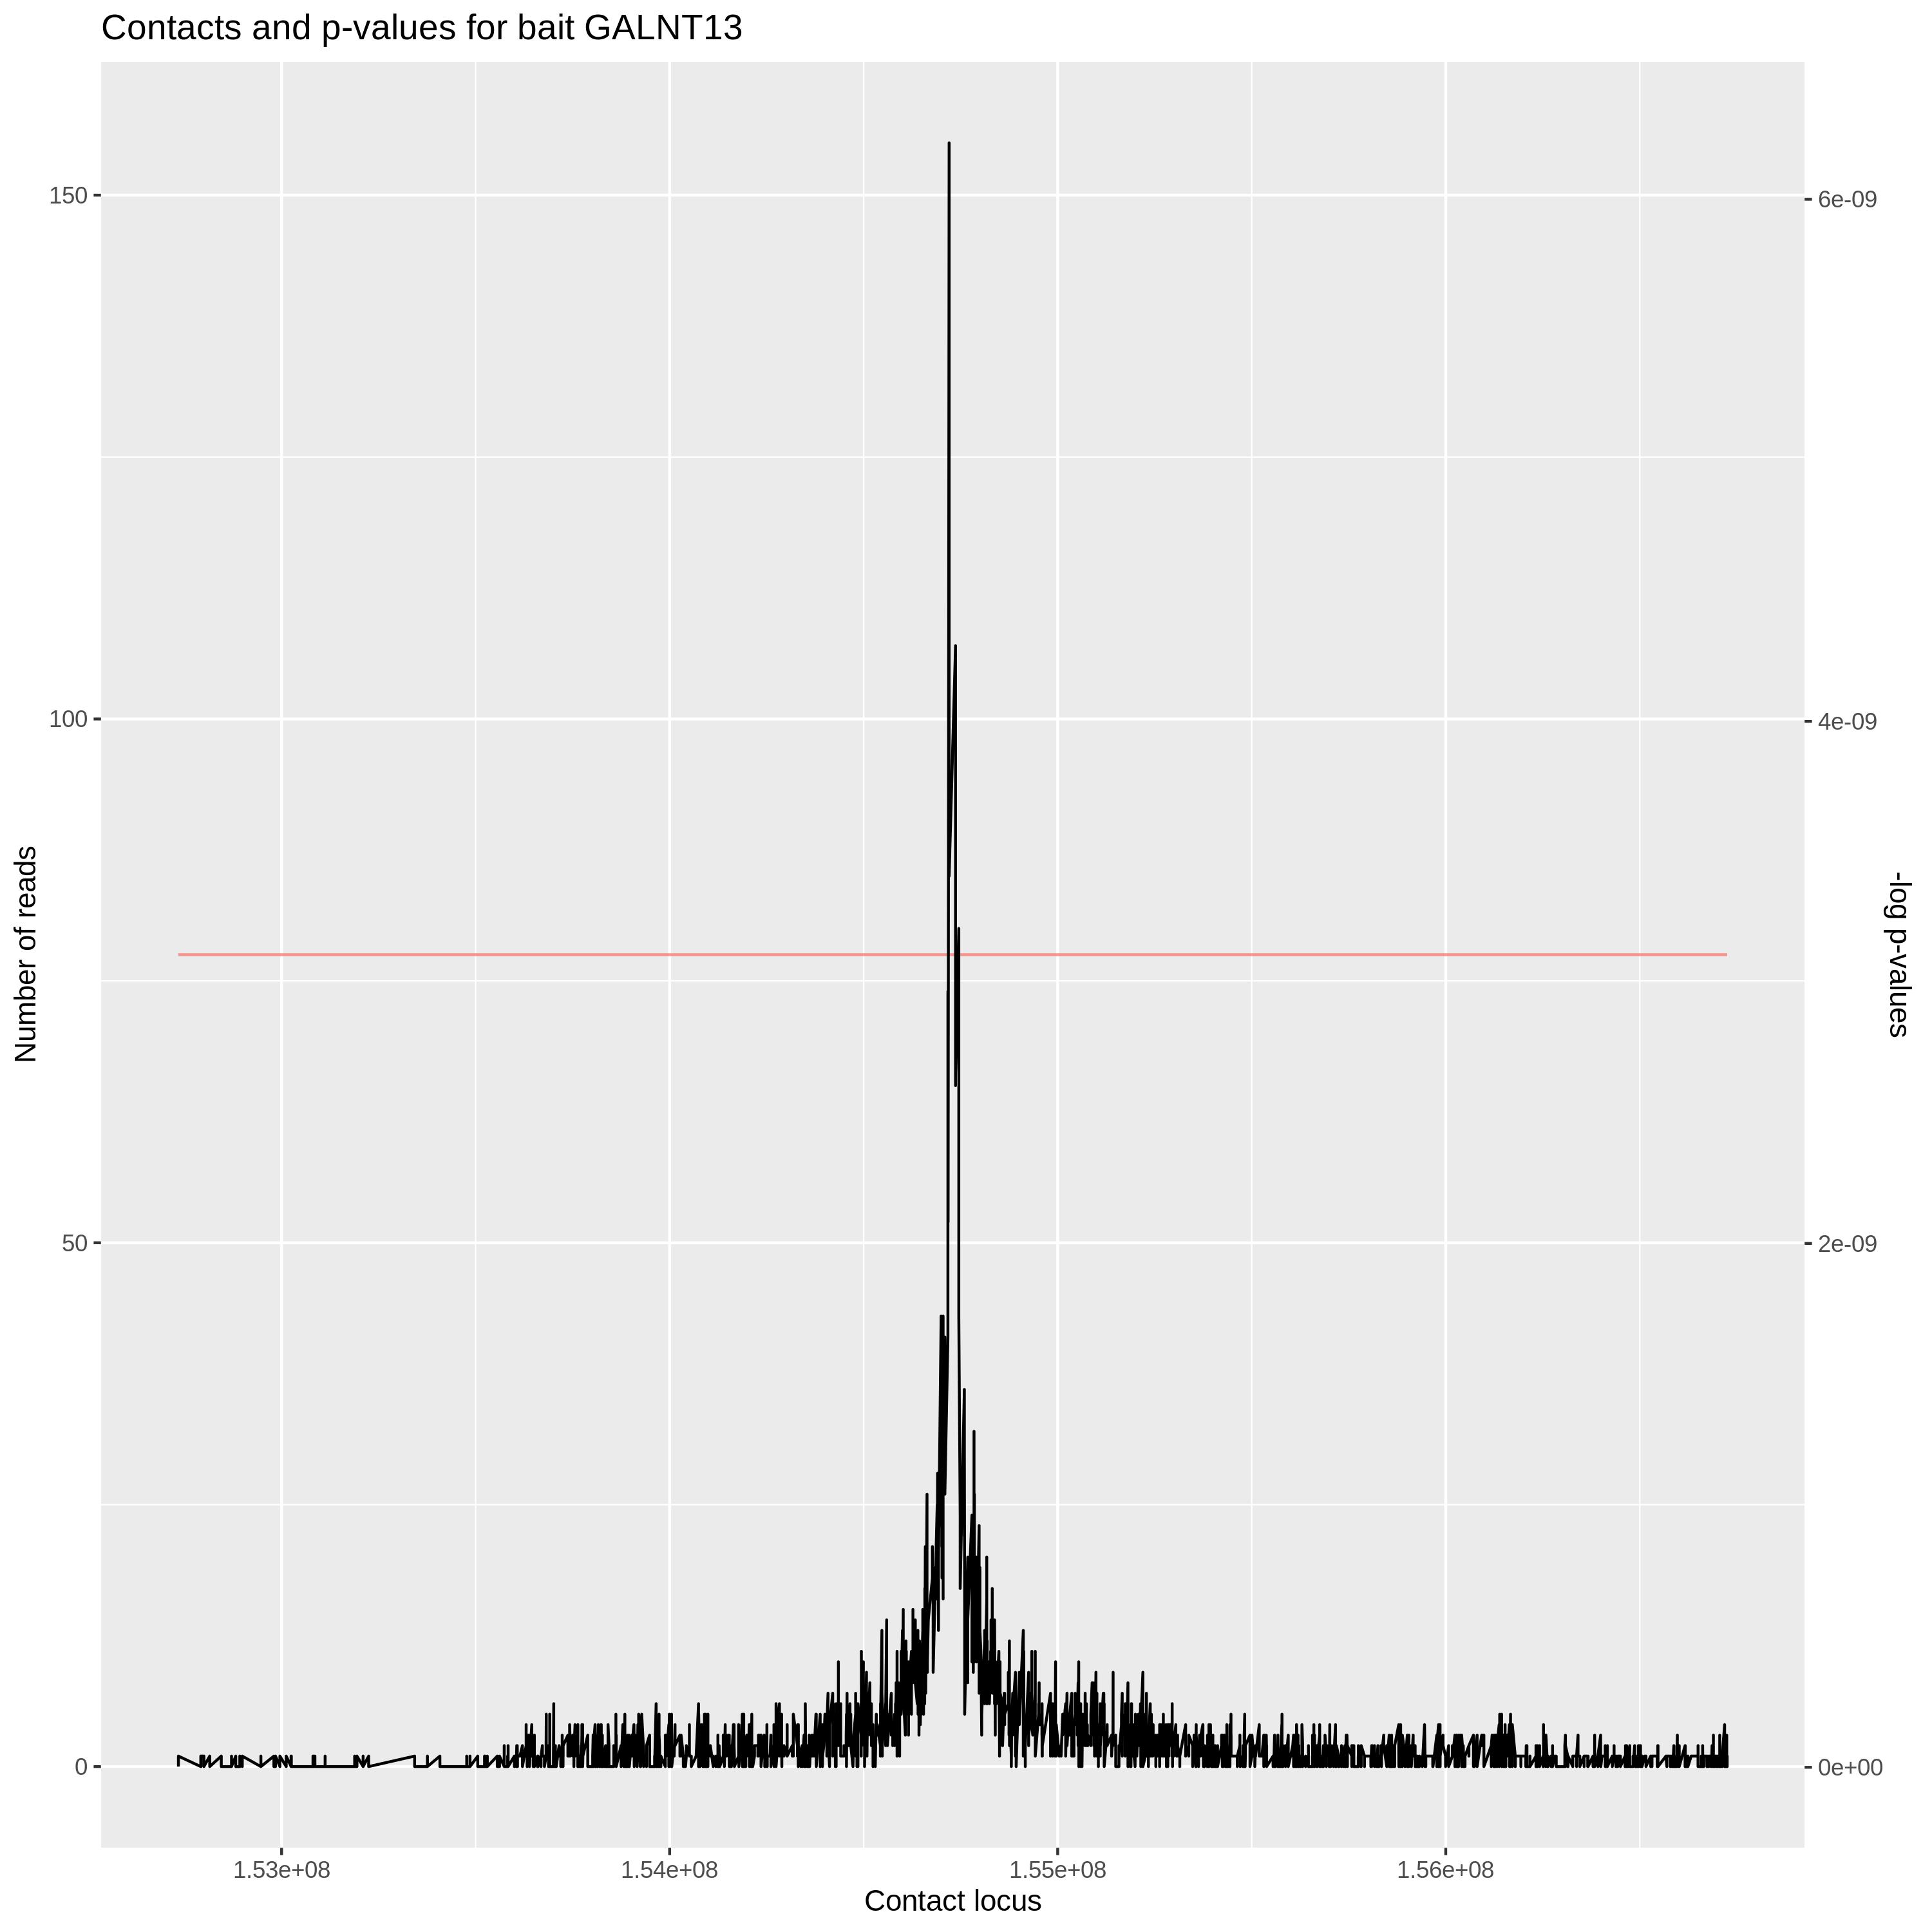 Contacts and p-values for bait GALNT13
150
100
50
0
Number of reads
6e-09
4e-09
2e-09
0e+00
-log p-values
1.53e+08
1.54e+08
1.55e+08
1.56e+08
Contact locus